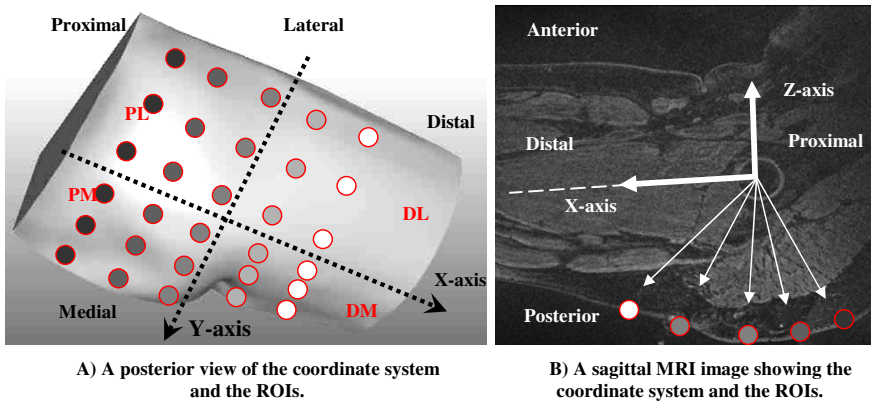 Proximal
Lateral
PL
Distal
PM
DL
X-axis
Medial
Y-axis
DM
A) A posterior view of the coordinate system
and the ROIs.
Anterior
Z-axis
Distal
Proximal
X-axis
Posterior
B) A sagittal MRI image showing the
coordinate system and the ROIs.